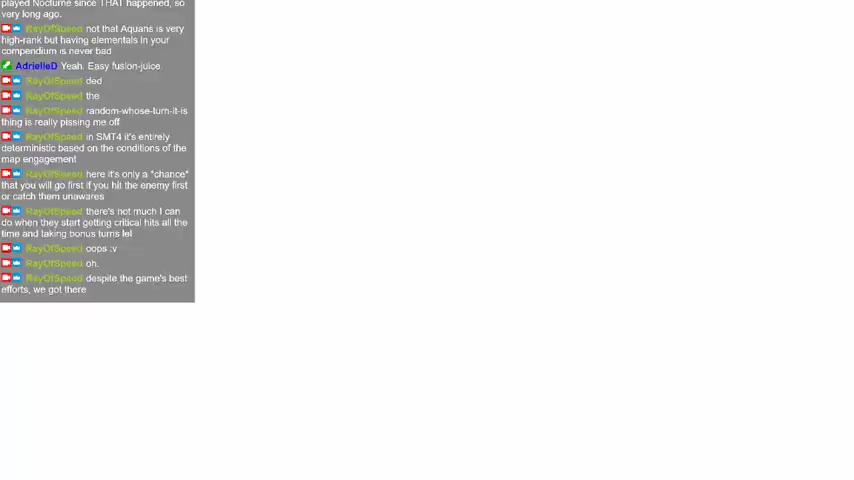 played Nocturne since THAT happened, so
very long ago.
RayOfSpeed not that Aquans is very
high-rank but having elementals in your
compendium is never bad
AdrielleD Yeah. Easy fusion-juice.
RayOfSpeed ded
RayOfSpeed the
RayOfSpeed random-whose-turn-it-is
thing is really pissing me off
RayOfSpeed in SMT4 it's entirely
deterministic based on the conditions of the
map engagement
RayOfSpeed here it's only a *chance*
that you will go first if you hit the enemy first
or catch them unawares
RayOfSpeed there's not much I can
do when they start getting critical hits all the
time and taking bonus turns lel
RayOfSpeed oops :v
RayOfSpeed oh.
RayOfSpeed despite the game's best
efforts, we got there